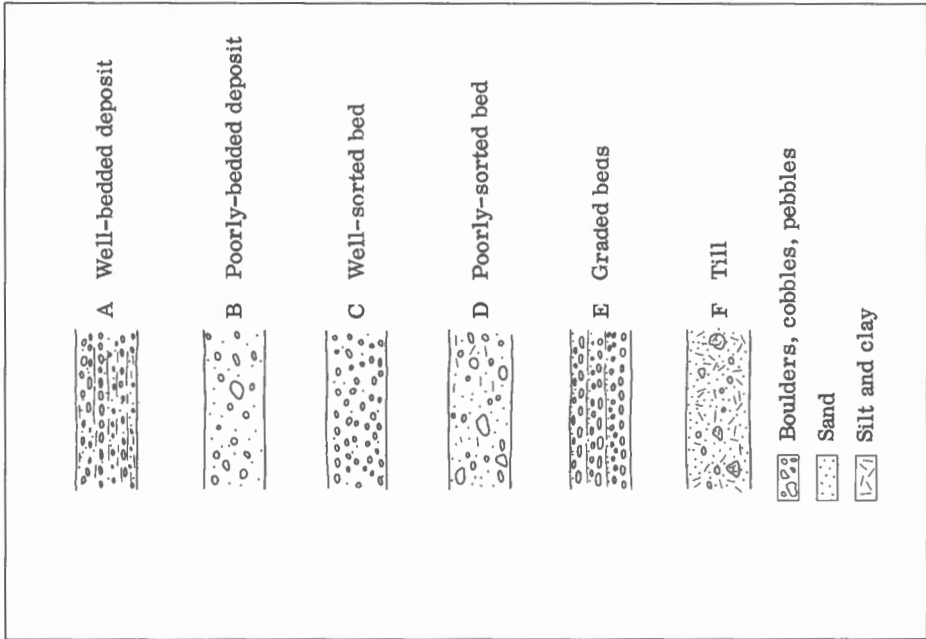 A Well-bedded deposit
B Poorly-bedded deposit
C Well-sorted bed
D Poorly-sorted bed
E Graded beds
F Till
Boulders, cobbles, pebbles
Sand
Silt and clay